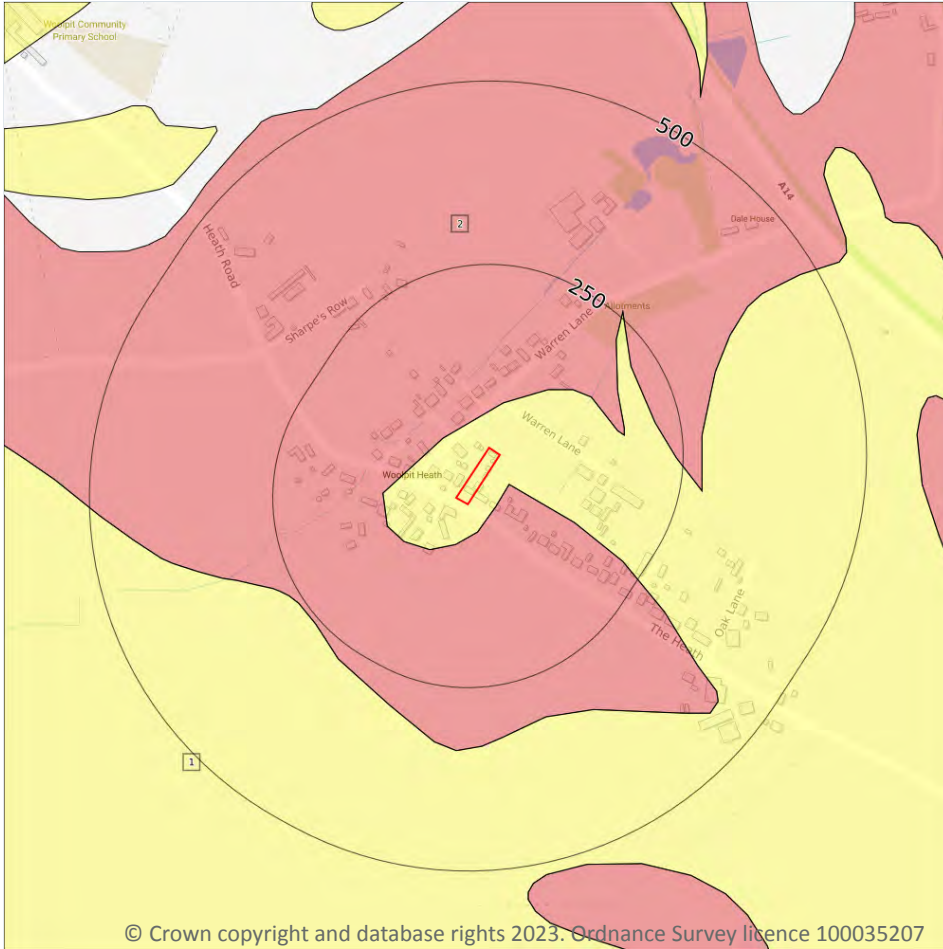 Woolpit Community
Primary School
500
A14
Dale House
2
Heath Road
250
Allotments
Sharpe's Row
Warren Lane
Warren Lane
Woolpit Heath
Oak Lane
The Heath
1
© Crown copyright and database rights 2023. Ordnance Survey licence 100035207